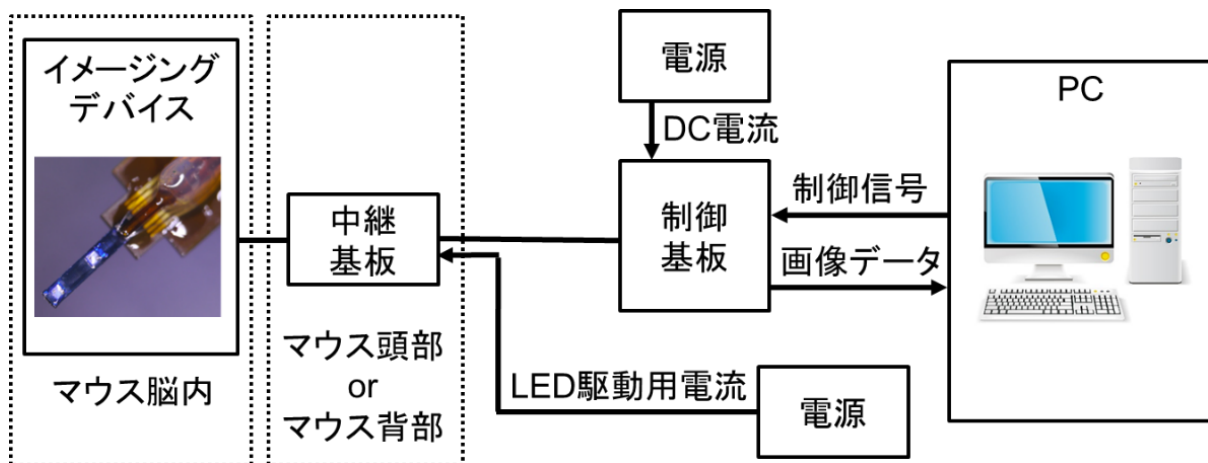 イメージング
デバイス
マウス脳内
中継
基板
マウス頭部
or
マウス背部
電源
DC電流
制御
基板
制御信号
画像データ
LED駆動用電流
電源
PC